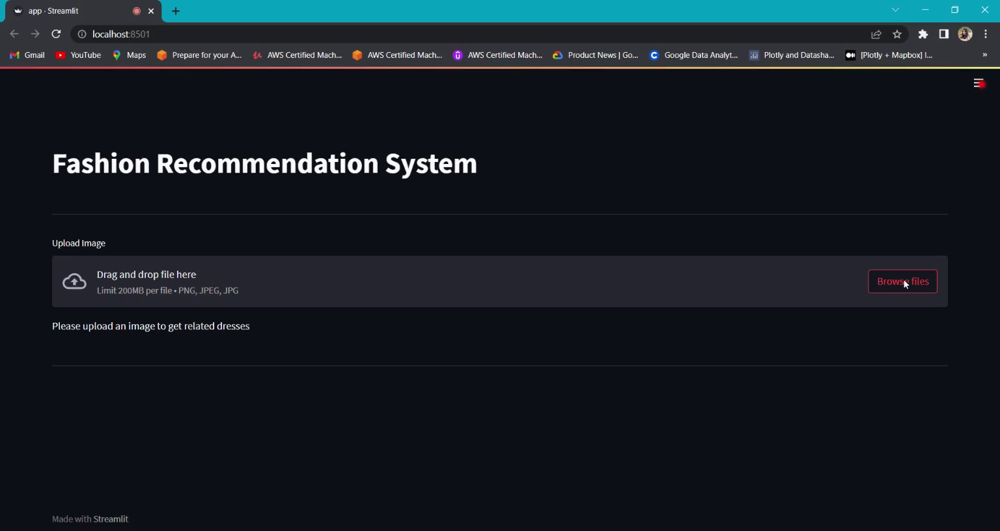 app · Streamlit
localhost:8501
Gmail YouTube Maps Prepare for your A... AWS Certified Mach... AWS Certified Mach... AWS Certified Mach... Product News | Go... Google Data Analyt... Plotly and Datasha... [Plotly + Mapbox] I... »
Fashion Recommendation System
Upload Image
Drag and drop file here
Limit 200MB per file • PNG, JPEG, JPG
Browse files
Please upload an image to get related dresses
Made with Streamlit